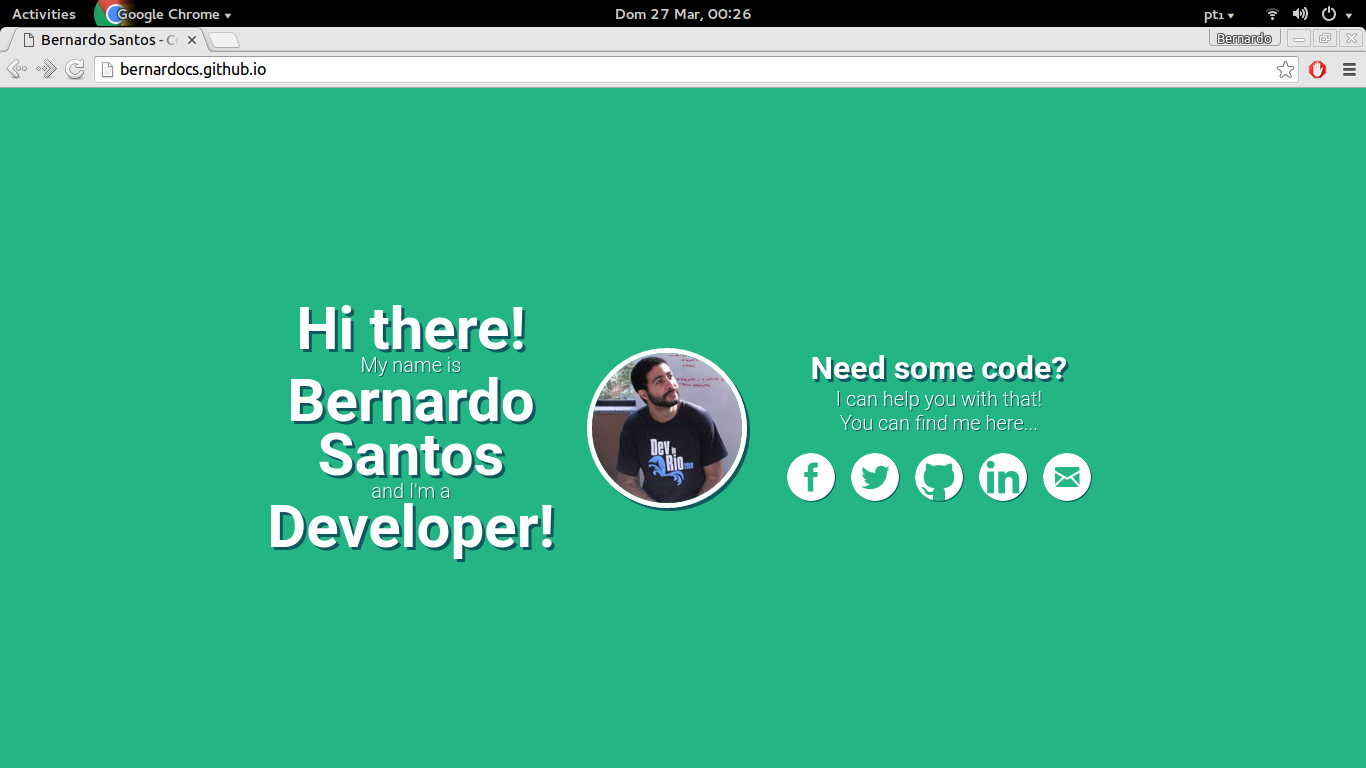 Activities
Google Chrome
Dom 27 Mar, 00:26
pt₁
Bernardo Santos - C
Bernardo
bernardocs.github.io
Hi there!
My name is
Bernardo
Santos
and I'm a
Developer!
Dev
Rio
Need some code?
I can help you with that!
You can find me here...